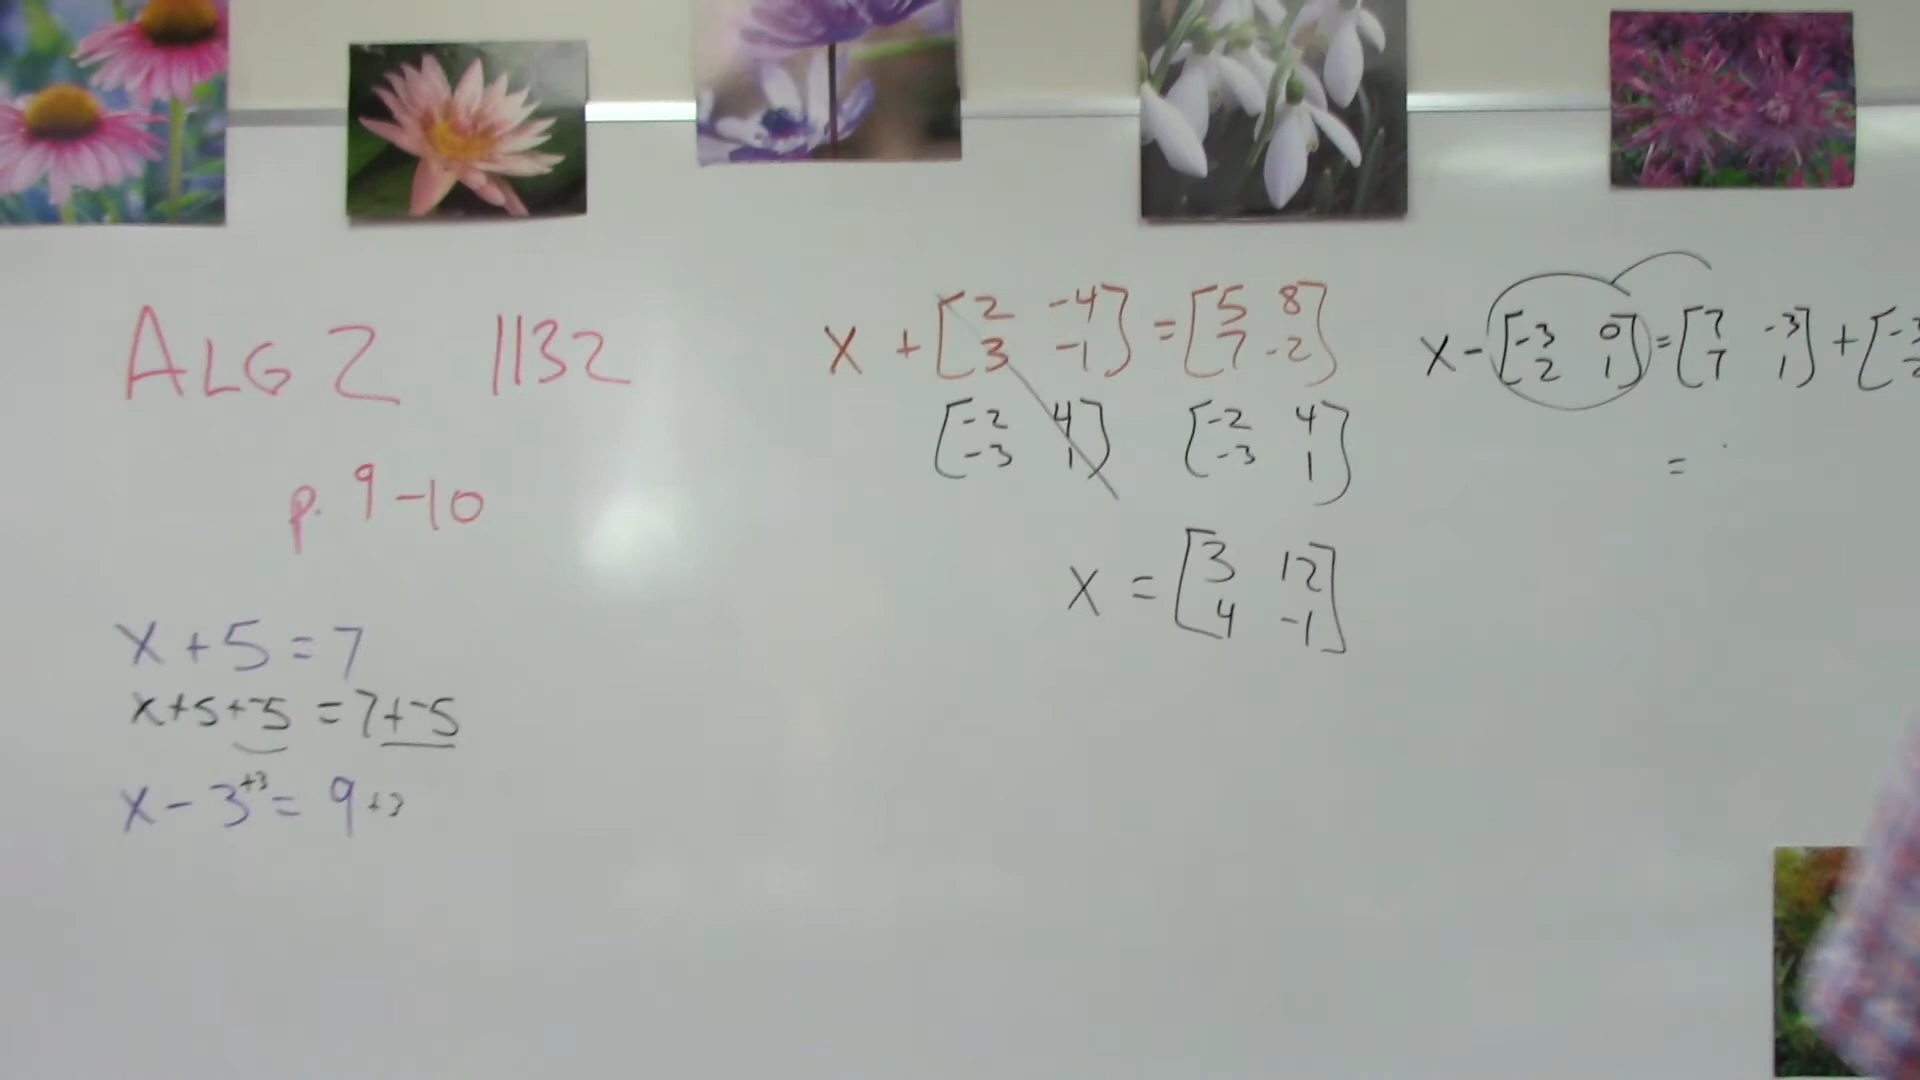 ALG 2 1132
p. 9-10
x + 5 = 7
x+5+-5 = 7+-5
x - 3 +3 = 9 +3
X + [2 -4] = [5 8]
[3 -1] [7 -2]
[-2 4] [-2 4]
[-3 1] [-3 1]
X = [3 12]
[4 -1]
X - [-3 0] = [7 -3] + [-3
[2 1] [7 1] [2
=